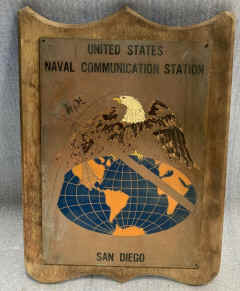 UNITED STATES
NAVAL COMMUNICATION STATION
SAN DIEGO